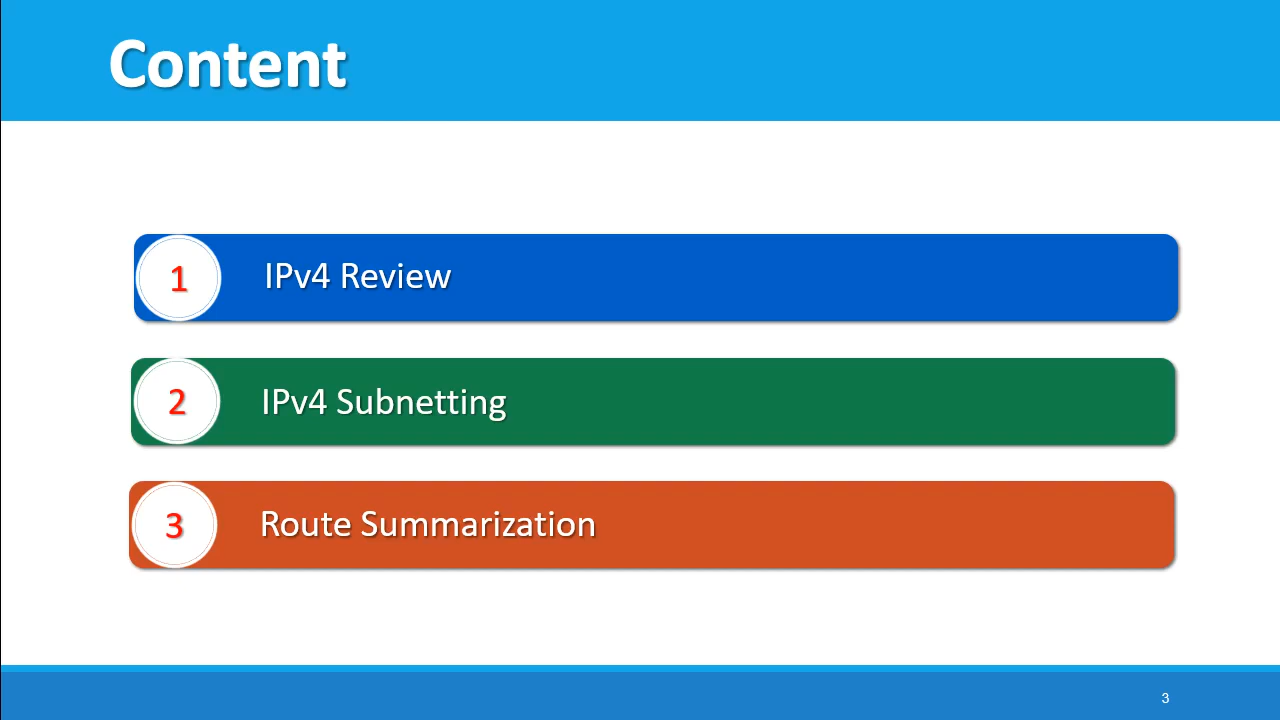 Content
1
IPv4 Review
2
IPv4 Subnetting
3
Route Summarization
3